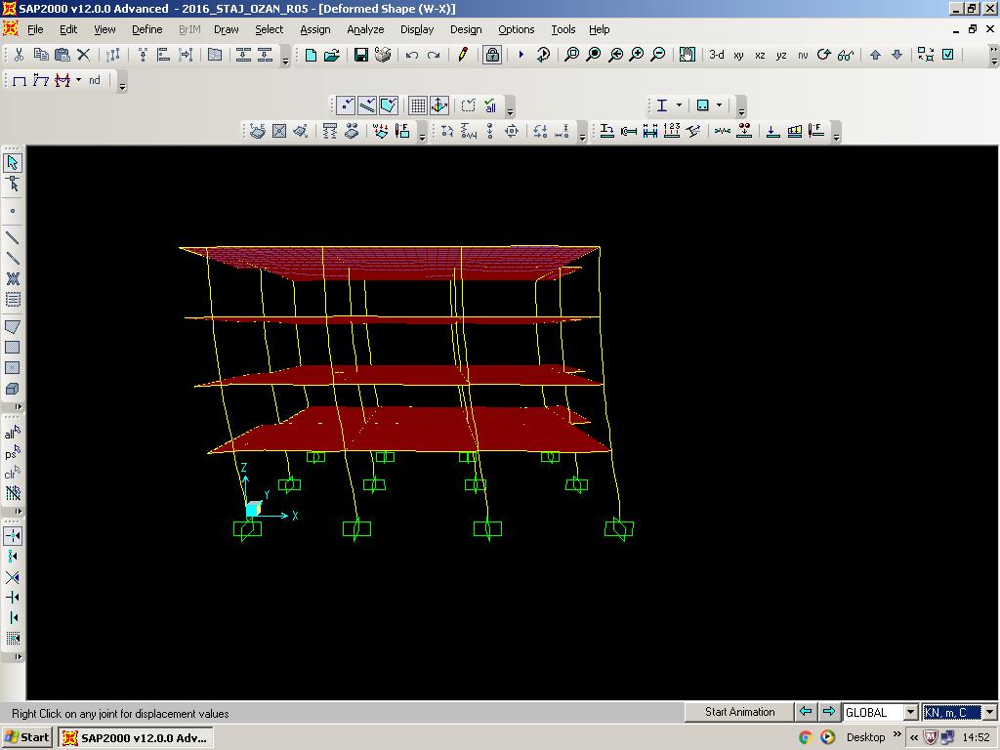 SAP2000 v12.0.0 Advanced - 2016_STAJ_OZAN_R05 - [Deformed Shape (W-X)]
File Edit View Define BrIM Draw Select Assign Analyze Display Design Options Tools Help
3-d xy xz yz nv
nd
all
all
ps
clr
Z
Y
X
Right Click on any joint for displacement values
Start Animation
GLOBAL
KN, m, C
Start
SAP2000 v12.0.0 Adv...
Desktop
14:52